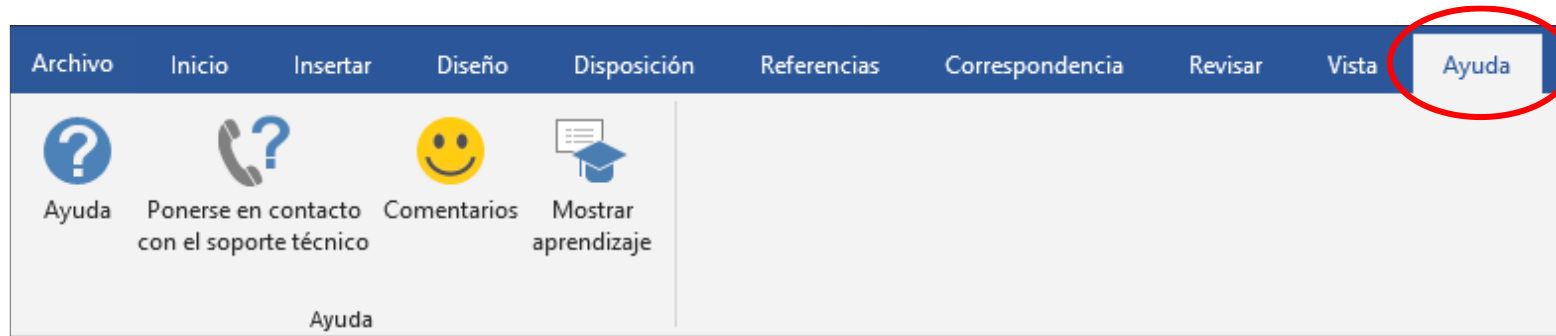 Archivo Inicio Insertar Diseño Disposición Referencias Correspondencia Revisar Vista Ayuda
Ayuda Ponerse en contacto Comentarios Mostrar
con el soporte técnico aprendizaje
Ayuda